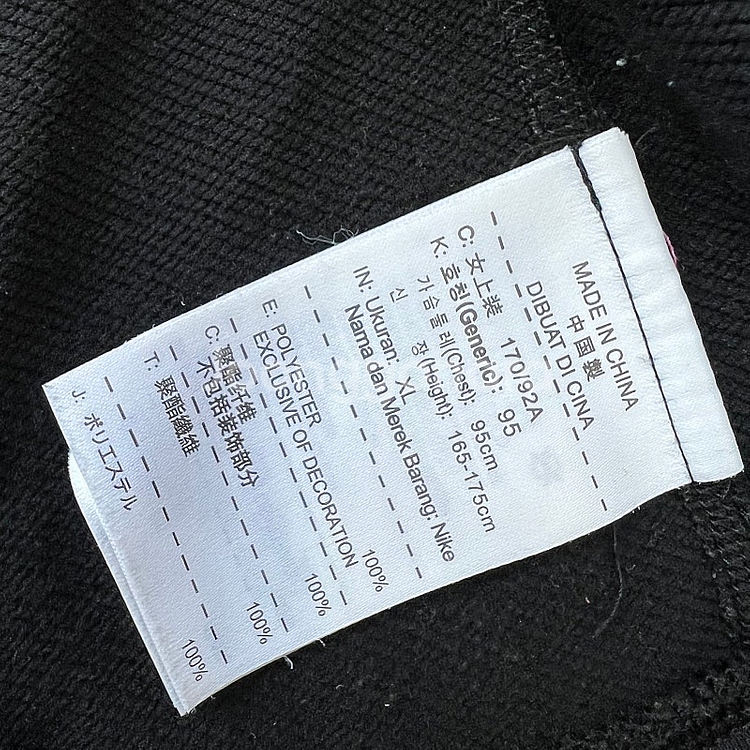 MADE IN CHINA
中国製
DIBUAT DI CINA
C: 女上装 170/92A
K: 호칭(Generic): 95
가슴둘레(Chest): 95cm
신 장(Height): 165-175cm
IN: Ukuran: XL
Nama dan Merek Barang: Nike
E: POLYESTER 100%
EXCLUSIVE OF DECORATION
C: 聚酯纤维 100%
不包括装饰部分
T: 聚酯纖維 100%
J: ポリエステル 100%